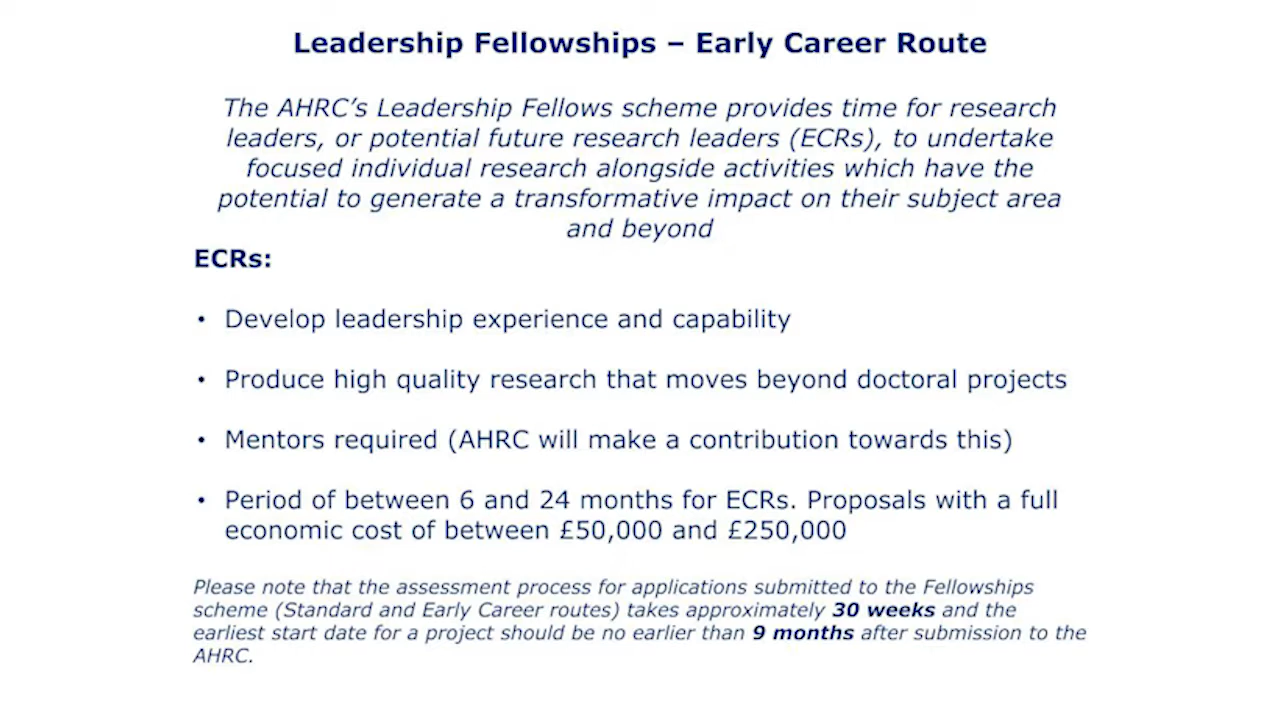 Leadership Fellowships – Early Career Route
The AHRC’s Leadership Fellows scheme provides time for research
leaders, or potential future research leaders (ECRs), to undertake
focused individual research alongside activities which have the
potential to generate a transformative impact on their subject area
and beyond
ECRs:
• Develop leadership experience and capability
• Produce high quality research that moves beyond doctoral projects
• Mentors required (AHRC will make a contribution towards this)
• Period of between 6 and 24 months for ECRs. Proposals with a full
economic cost of between £50,000 and £250,000
Please note that the assessment process for applications submitted to the Fellowships
scheme (Standard and Early Career routes) takes approximately 30 weeks and the
earliest start date for a project should be no earlier than 9 months after submission to the
AHRC.